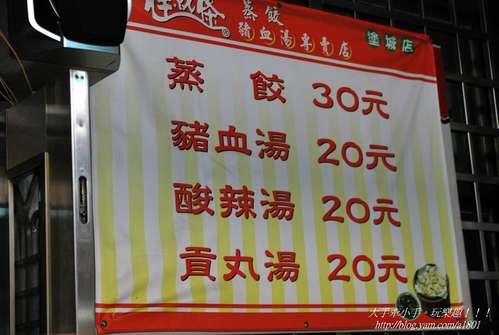 蒸餃
豬血湯專賣店
塗城店
蒸餃 30元
豬血湯 20元
酸辣湯 20元
貢丸湯 20元
大手牽小手。玩樂趣！！！
http://blog.yam.com/a1801